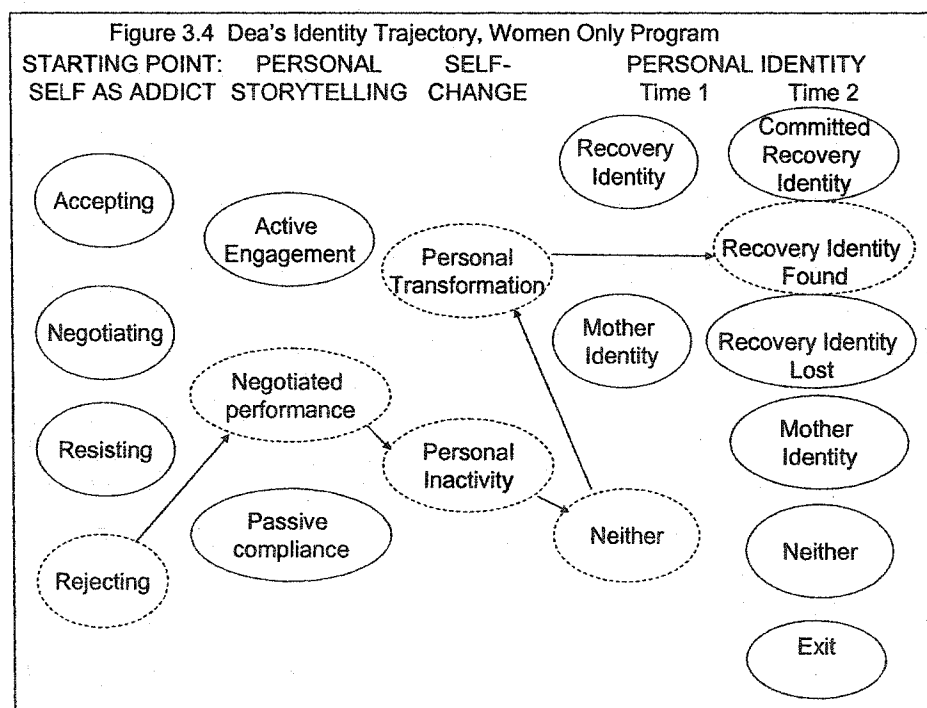 Figure 3.4 Dea's Identity Trajectory, Women Only Program
STARTING POINT: PERSONAL SELF- PERSONAL IDENTITY
SELF AS ADDICT STORYTELLING CHANGE Time 1 Time 2
Accepting
Negotiating
Resisting
Rejecting
Active
Engagement
Negotiated
performance
Passive
compliance
Personal
Transformation
Personal
Inactivity
Recovery
Identity
Mother
Identity
Neither
Committed
Recovery
Identity
Recovery Identity
Found
Recovery Identity
Lost
Mother
Identity
Neither
Exit